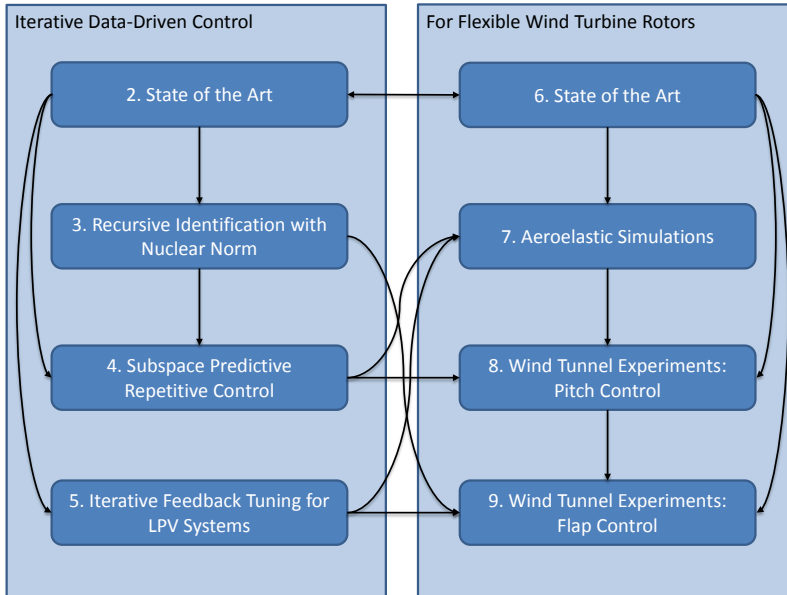 Iterative Data-Driven Control
2. State of the Art
3. Recursive Identification with
Nuclear Norm
4. Subspace Predictive
Repetitive Control
5. Iterative Feedback Tuning for
LPV Systems
For Flexible Wind Turbine Rotors
6. State of the Art
7. Aeroelastic Simulations
8. Wind Tunnel Experiments:
Pitch Control
9. Wind Tunnel Experiments:
Flap Control